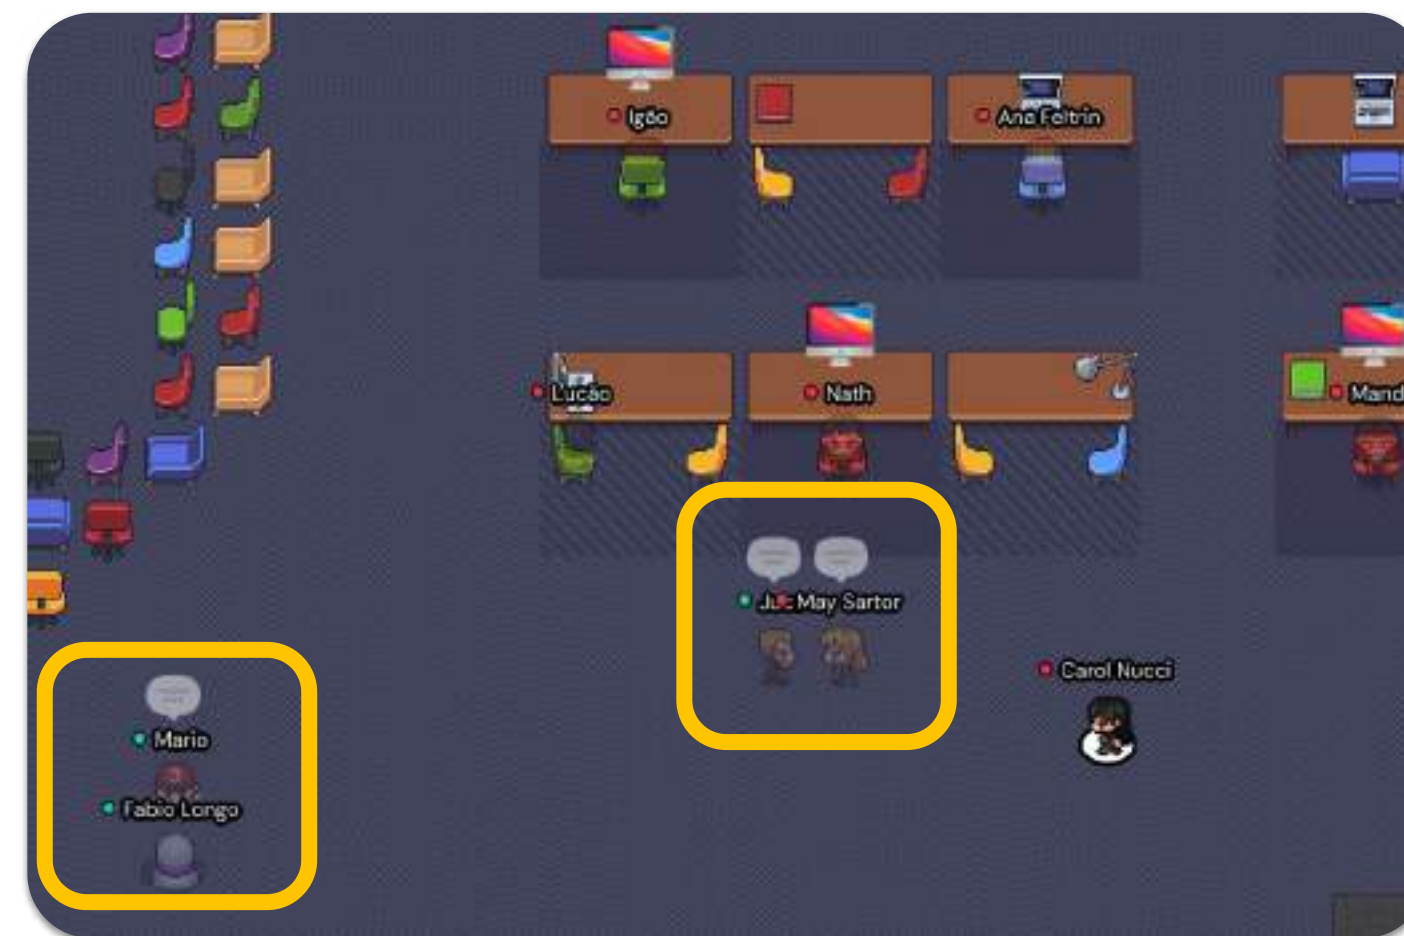 Igão
Ana Feltrin
Lucão
Nath
Mand
May Sartor
Carol Nucci
Mario
Fabio Longo